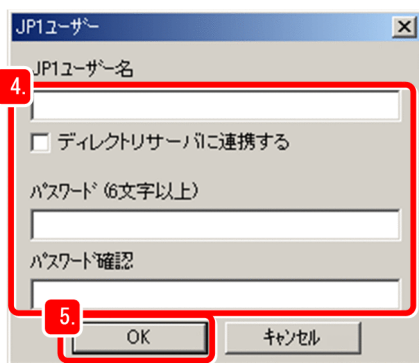 JP1ユーザー
JP1ユーザー名
4.
ディレクトリサーバに連携する
パスワード(6文字以上)
パスワード確認
5.
OK キャンセル